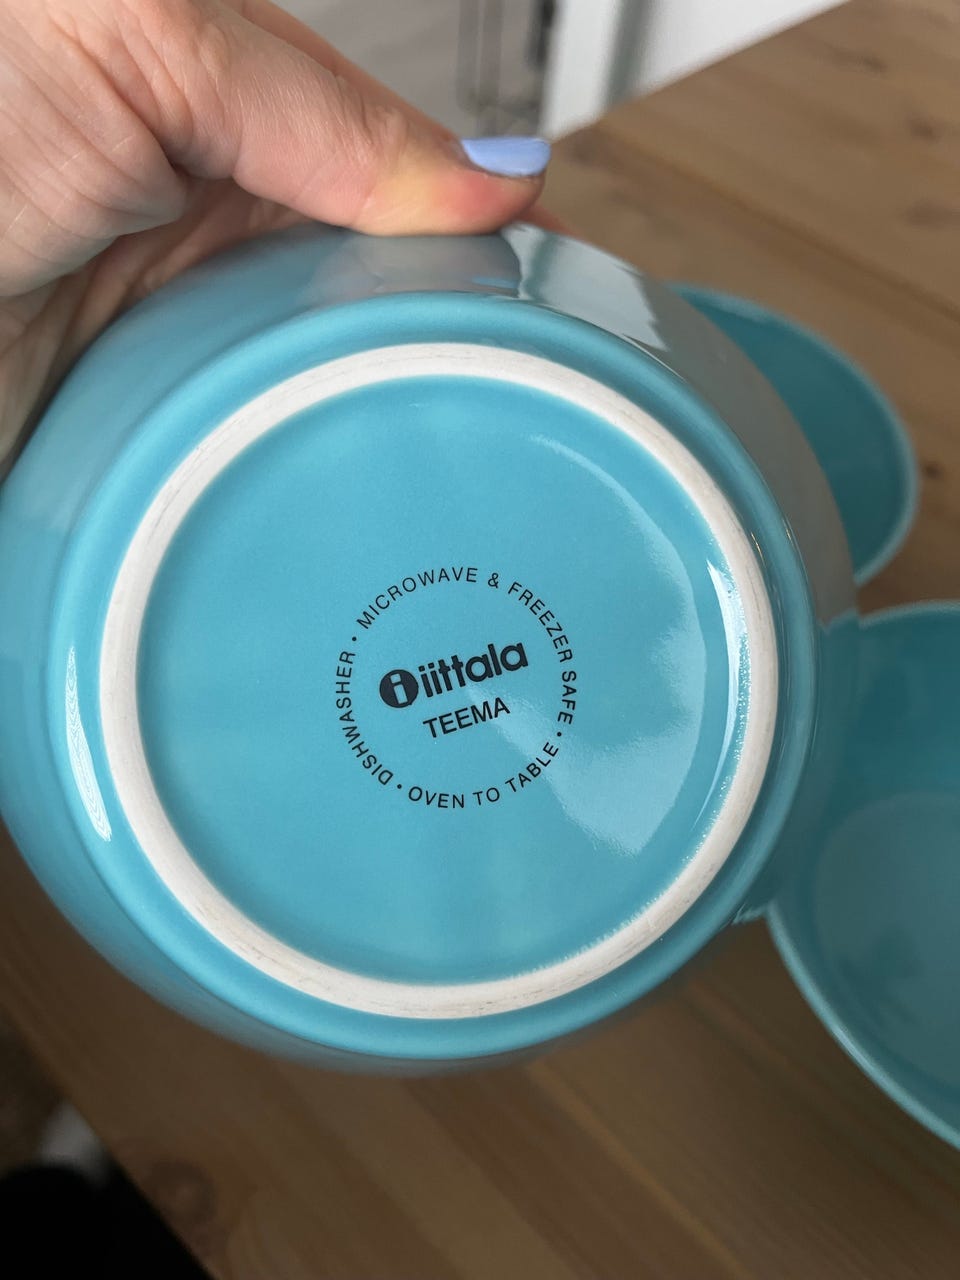 DISHWASHER • MICROWAVE & FREEZER SAFE • OVEN TO TABLE •
i iittala
TEEMA